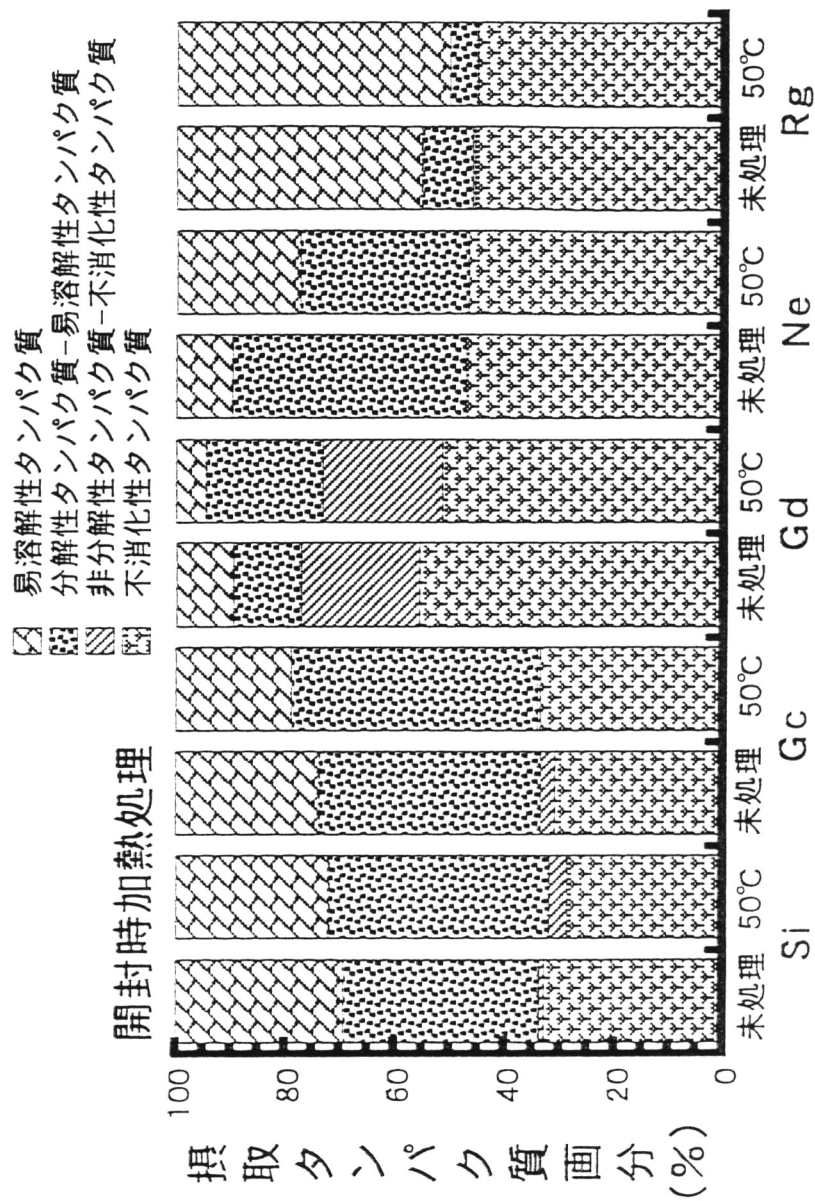 開封時加熱処理
易溶解性タンパク質
分解性タンパク質-易溶解性タンパク質
非分解性タンパク質-不消化性タンパク質
不消化性タンパク質
摂取タンパク質画分(%)
100
80
60
40
20
0
未処理 50℃ 未処理 50℃ 未処理 50℃ 未処理 50℃ 未処理 50℃
Si Gc Gd Ne Rg